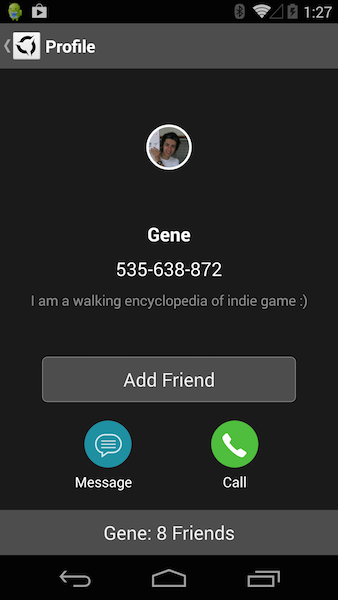 1:27
Profile
Gene
535-638-872
I am a walking encyclopedia of indie game :)
Add Friend
Message
Call
Gene: 8 Friends